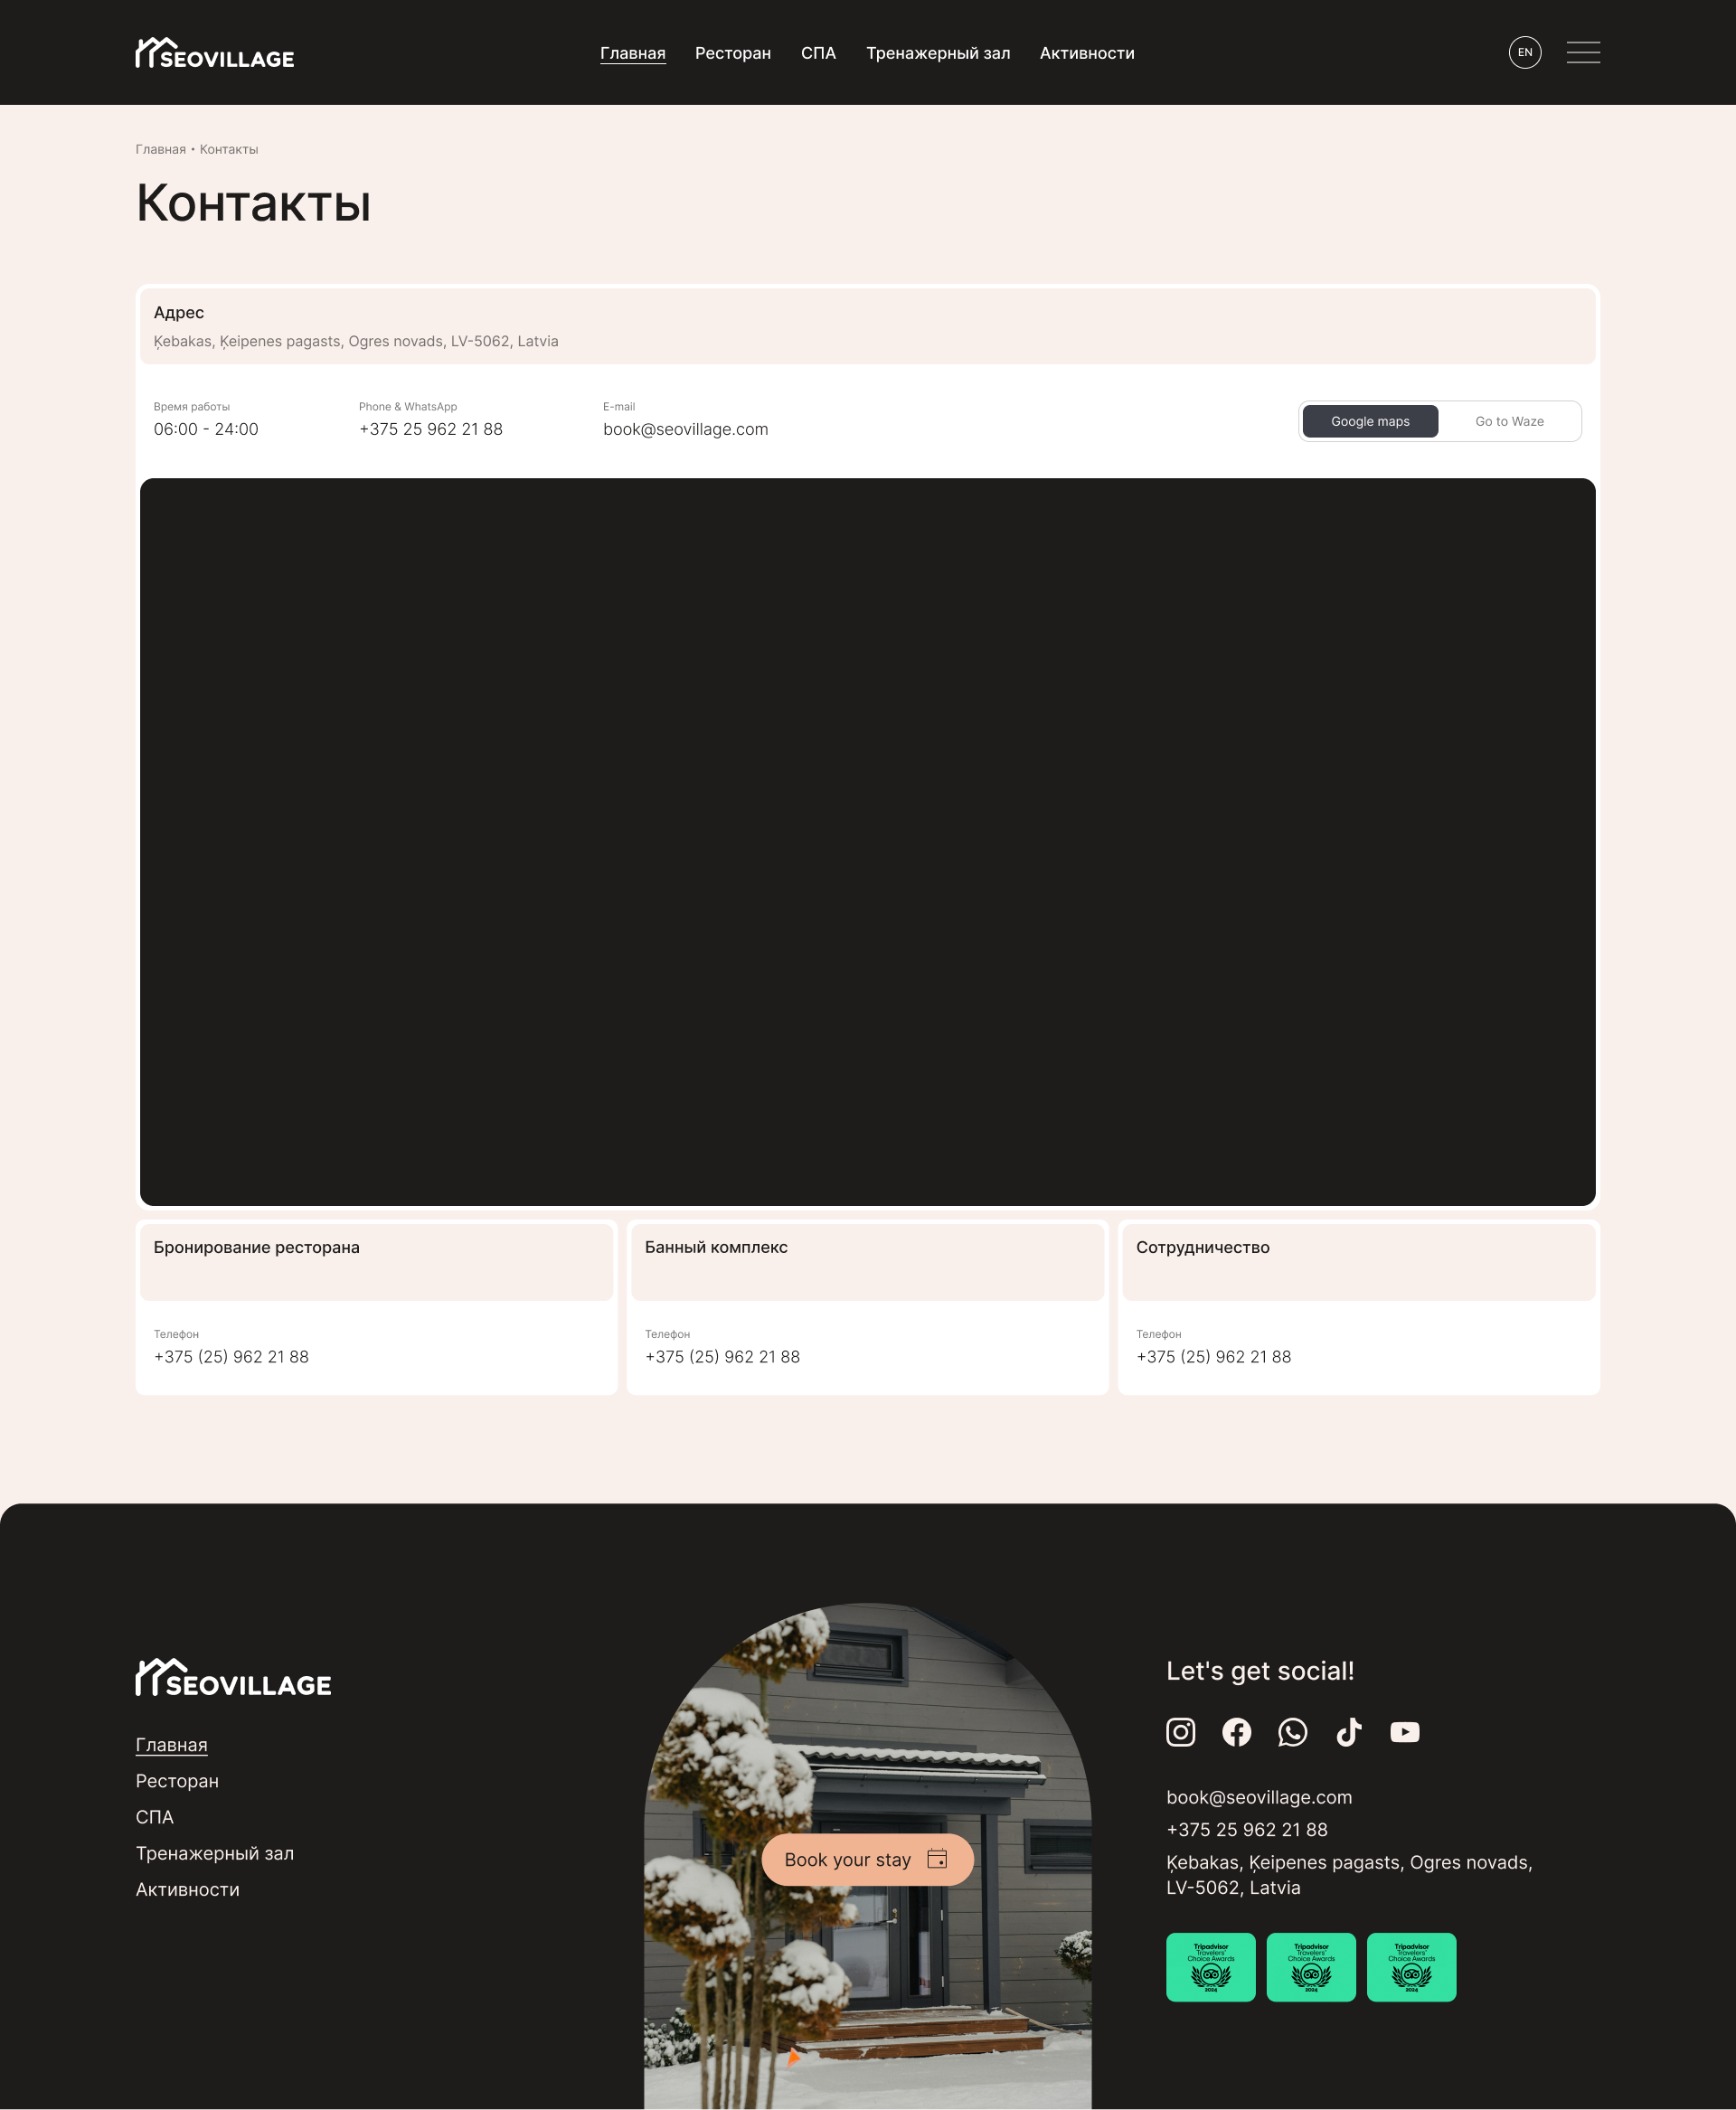 SEOVILLAGE
Главная Ресторан СПА Тренажерный зал Активности
EN
Главная • Контакты
Контакты
Адрес
Ķebakas, Ķeipenes pagasts, Ogres novads, LV-5062, Latvia
Время работы
06:00 - 24:00
Phone & WhatsApp
+375 25 962 21 88
E-mail
book@seovillage.com
Google maps
Go to Waze
Бронирование ресторана
Телефон
+375 (25) 962 21 88
Банный комплекс
Телефон
+375 (25) 962 21 88
Сотрудничество
Телефон
+375 (25) 962 21 88
SEOVILLAGE
Главная
Ресторан
СПА
Тренажерный зал
Активности
Book your stay
Let's get social!
book@seovillage.com
+375 25 962 21 88
Ķebakas, Ķeipenes pagasts, Ogres novads,
LV-5062, Latvia
Tripadvisor
Travelers'
Choice Awards
2024
Tripadvisor
Travelers'
Choice Awards
2024
Tripadvisor
Travelers'
Choice Awards
2024